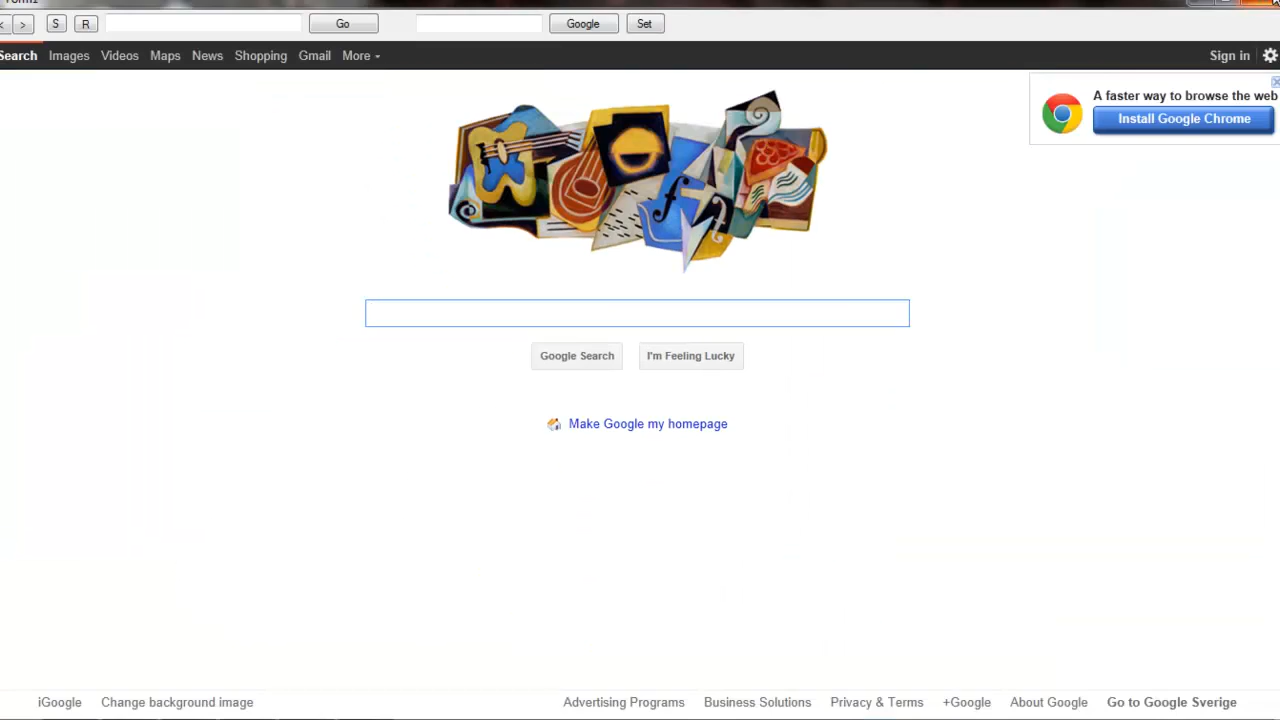 Form1
< > S R Go Google Set
Search Images Videos Maps News Shopping Gmail More Sign in
A faster way to browse the web
Install Google Chrome
Google Search I'm Feeling Lucky
Make Google my homepage
iGoogle Change background image Advertising Programs Business Solutions Privacy & Terms +Google About Google Go to Google Sverige